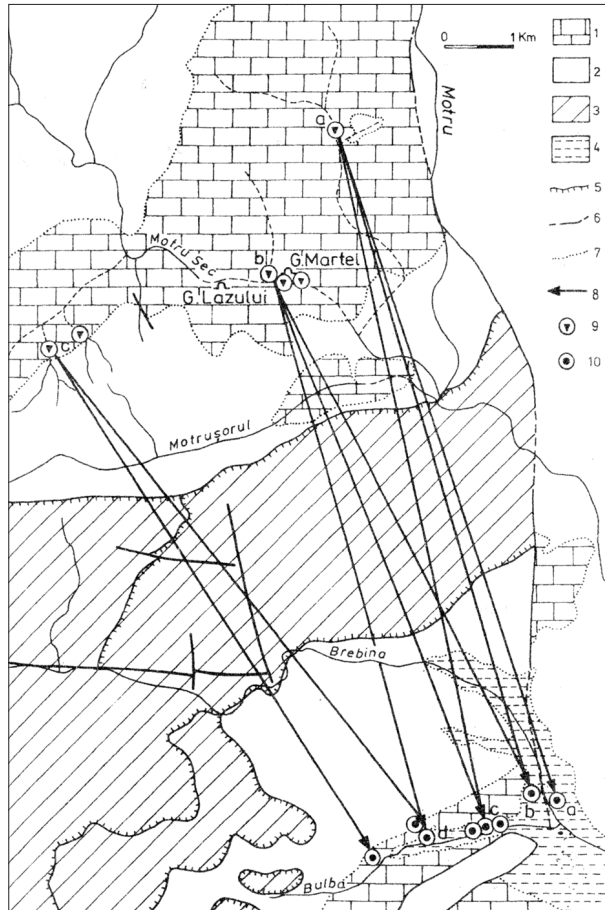 0 1 Km
1
2
3
4
5
6
7
8
9
10
Motru
a
Motru Sec
b
G. Martel
G. Lazului
c
Motrușorul
Brebina
b
a
c
d
Bulba